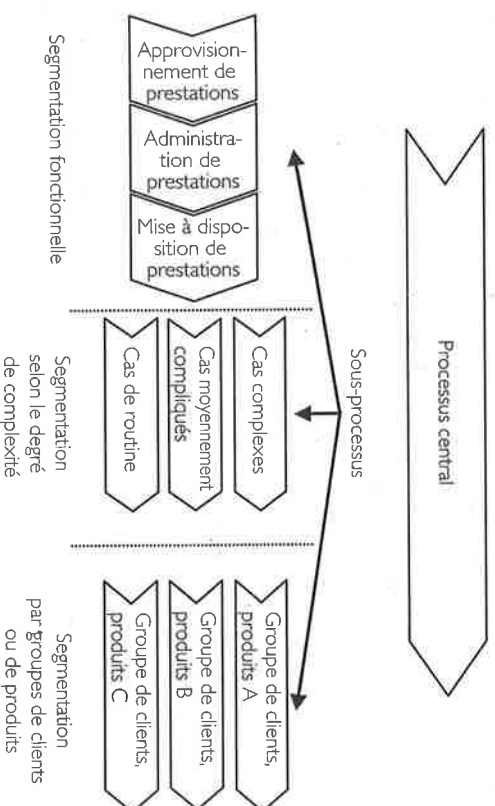 Processus central
Sous-processus
Approvision-
nement de
prestations
Administra-
tion de
prestations
Mise à dispo-
sition de
prestations
Segmentation fonctionnelle
Cas complexes
Cas moyennement
compliqués
Cas de routine
Segmentation
selon le degré
de complexité
Groupe de clients,
produits A
Groupe de clients,
produits B
Groupe de clients,
produits C
Segmentation
par groupes de clients
ou de produits